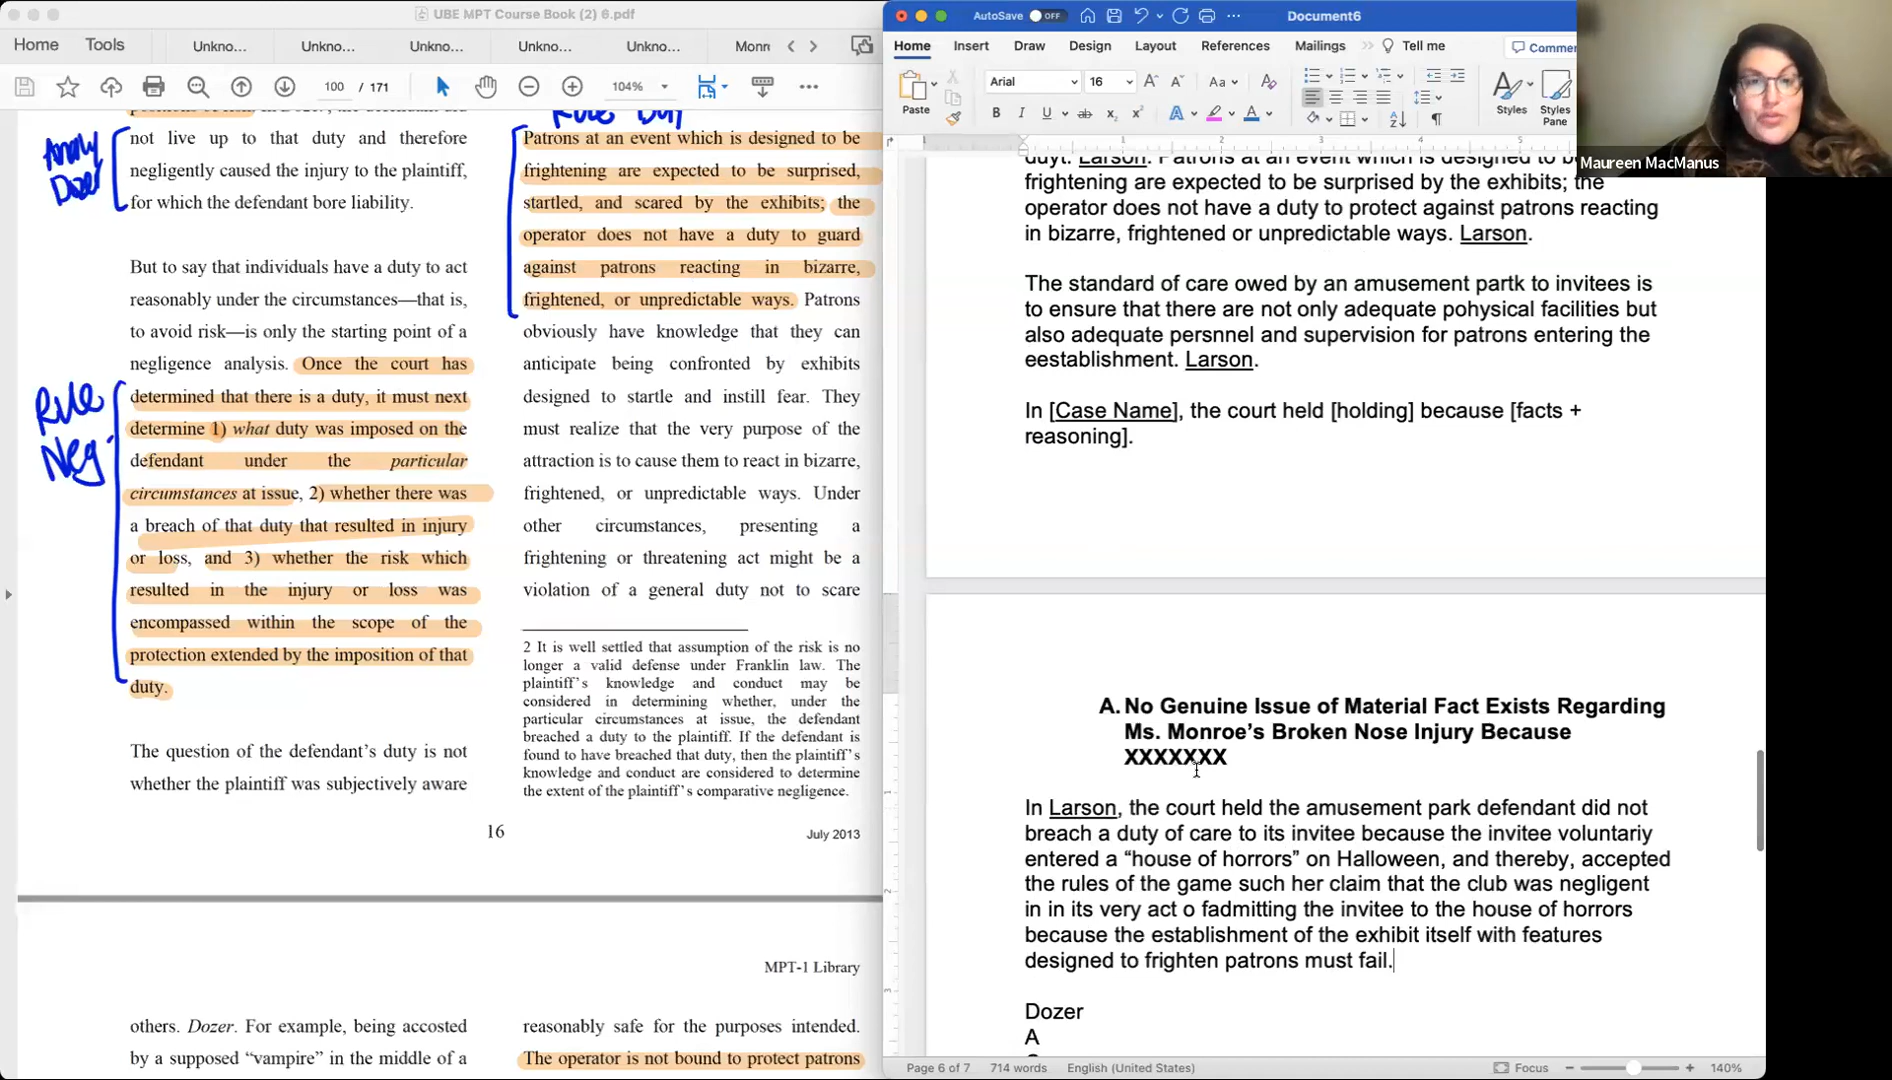 UBE MPT Course Book (2) 6.pdf
Home Tools Unkno... Unkno... Unkno... Unkno... Unkno... Monr
100 / 171 104%
not live up to that duty and therefore
negligently caused the injury to the plaintiff,
for which the defendant bore liability.
But to say that individuals have a duty to act
reasonably under the circumstances—that is,
to avoid risk—is only the starting point of a
negligence analysis. Once the court has
determined that there is a duty, it must next
determine 1) what duty was imposed on the
defendant under the particular
circumstances at issue, 2) whether there was
a breach of that duty that resulted in injury
or loss, and 3) whether the risk which
resulted in the injury or loss was
encompassed within the scope of the
protection extended by the imposition of that
duty.
The question of the defendant's duty is not
whether the plaintiff was subjectively aware
Analy
Dozer
Rule
Neg
Rule Duty
Patrons at an event which is designed to be
frightening are expected to be surprised,
startled, and scared by the exhibits; the
operator does not have a duty to guard
against patrons reacting in bizarre,
frightened, or unpredictable ways. Patrons
obviously have knowledge that they can
anticipate being confronted by exhibits
designed to startle and instill fear. They
must realize that the very purpose of the
attraction is to cause them to react in bizarre,
frightened, or unpredictable ways. Under
other circumstances, presenting a
frightening or threatening act might be a
violation of a general duty not to scare
2 It is well settled that assumption of the risk is no
longer a valid defense under Franklin law. The
plaintiff's knowledge and conduct may be
considered in determining whether, under the
particular circumstances at issue, the defendant
breached a duty to the plaintiff. If the defendant is
found to have breached that duty, then the plaintiff's
knowledge and conduct are considered to determine
the extent of the plaintiff's comparative negligence.
16
July 2013
MPT-1 Library
others. Dozer. For example, being accosted
by a supposed "vampire" in the middle of a
reasonably safe for the purposes intended.
The operator is not bound to protect patrons
AutoSave OFF Document6
Home Insert Draw Design Layout References Mailings Tell me Comme
Paste Arial 16 Aa Styles Styles Pane
B I U ab x2 x2 A A
1 2 3 4 5
duyt. Larson. Patrons at an event which is designed to b
frightening are expected to be surprised by the exhibits; the
operator does not have a duty to protect against patrons reacting
in bizarre, frightened or unpredictable ways. Larson.
The standard of care owed by an amusement partk to invitees is
to ensure that there are not only adequate pohysical facilities but
also adequate persnnel and supervision for patrons entering the
eestablishment. Larson.
In [Case Name], the court held [holding] because [facts +
reasoning].
A. No Genuine Issue of Material Fact Exists Regarding
Ms. Monroe's Broken Nose Injury Because
XXXXXXX
In Larson, the court held the amusement park defendant did not
breach a duty of care to its invitee because the invitee voluntariy
entered a “house of horrors” on Halloween, and thereby, accepted
the rules of the game such her claim that the club was negligent
in in its very act o fadmitting the invitee to the house of horrors
because the establishment of the exhibit itself with features
designed to frighten patrons must fail.
Dozer
A
Page 6 of 7 714 words English (United States) Focus 140%
Maureen MacManus